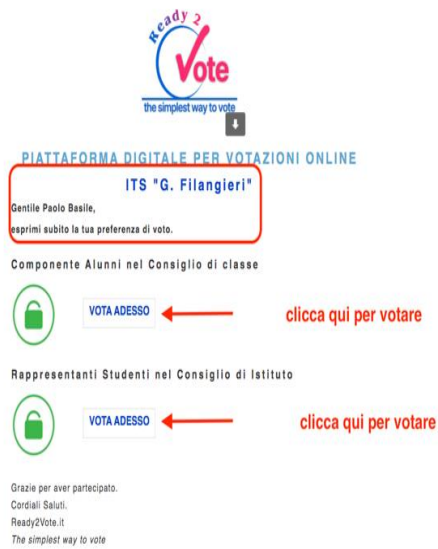 Ready 2
Vote
the simplest way to vote
PIATTAFORMA DIGITALE PER VOTAZIONI ONLINE
ITS "G. Filangieri"
Gentile Paolo Basile,
esprimi subito la tua preferenza di voto.
Componente Alunni nel Consiglio di classe
VOTA ADESSO clicca qui per votare
Rappresentanti Studenti nel Consiglio di Istituto
VOTA ADESSO clicca qui per votare
Grazie per aver partecipato.
Cordiali Saluti.
Ready2Vote.it
The simplest way to vote